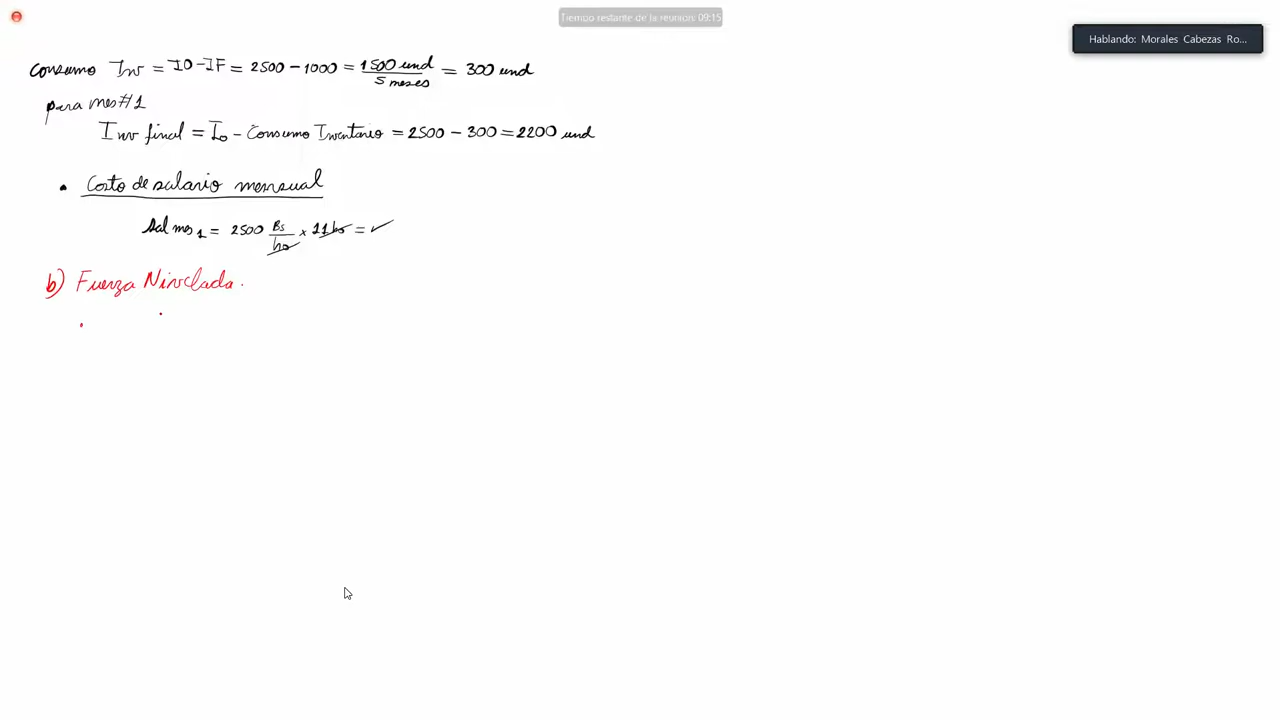 Tiempo restante de la reunión: 09:15
Hablando: Morales Cabezas Ro...
Consumo Inv = IO - IF = 2500 - 1000 = 1500 und / 5 meses = 300 und
para mes #1
Inv final = Io - Consumo Inventario = 2500 - 300 = 2200 und
• Costo de salario mensual
Sal mes 1 = 2500 Bs/ho x 11 ho = ✓
b) Fuerza Nivelada.